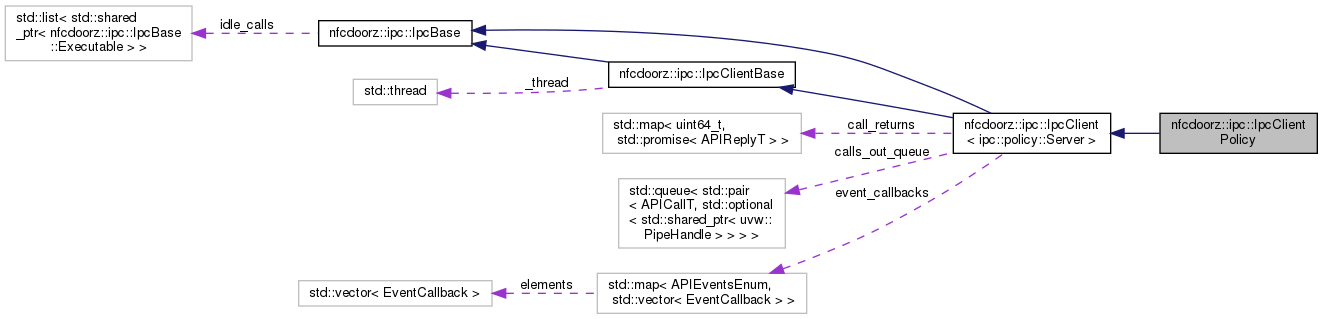 std::list< std::shared
_ptr< nfcdoorz::ipc::IpcBase
::Executable > >
idle_calls
nfcdoorz::ipc::IpcBase
nfcdoorz::ipc::IpcClientBase
std::thread
_thread
std::map< uint64_t,
std::promise< APIReplyT > >
call_returns
nfcdoorz::ipc::IpcClient
< ipc::policy::Server >
nfcdoorz::ipc::IpcClient
Policy
calls_out_queue
std::queue< std::pair
< APICallT, std::optional
< std::shared_ptr< uvw::
PipeHandle > > > >
event_callbacks
std::vector< EventCallback >
elements
std::map< APIEventsEnum,
std::vector< EventCallback > >